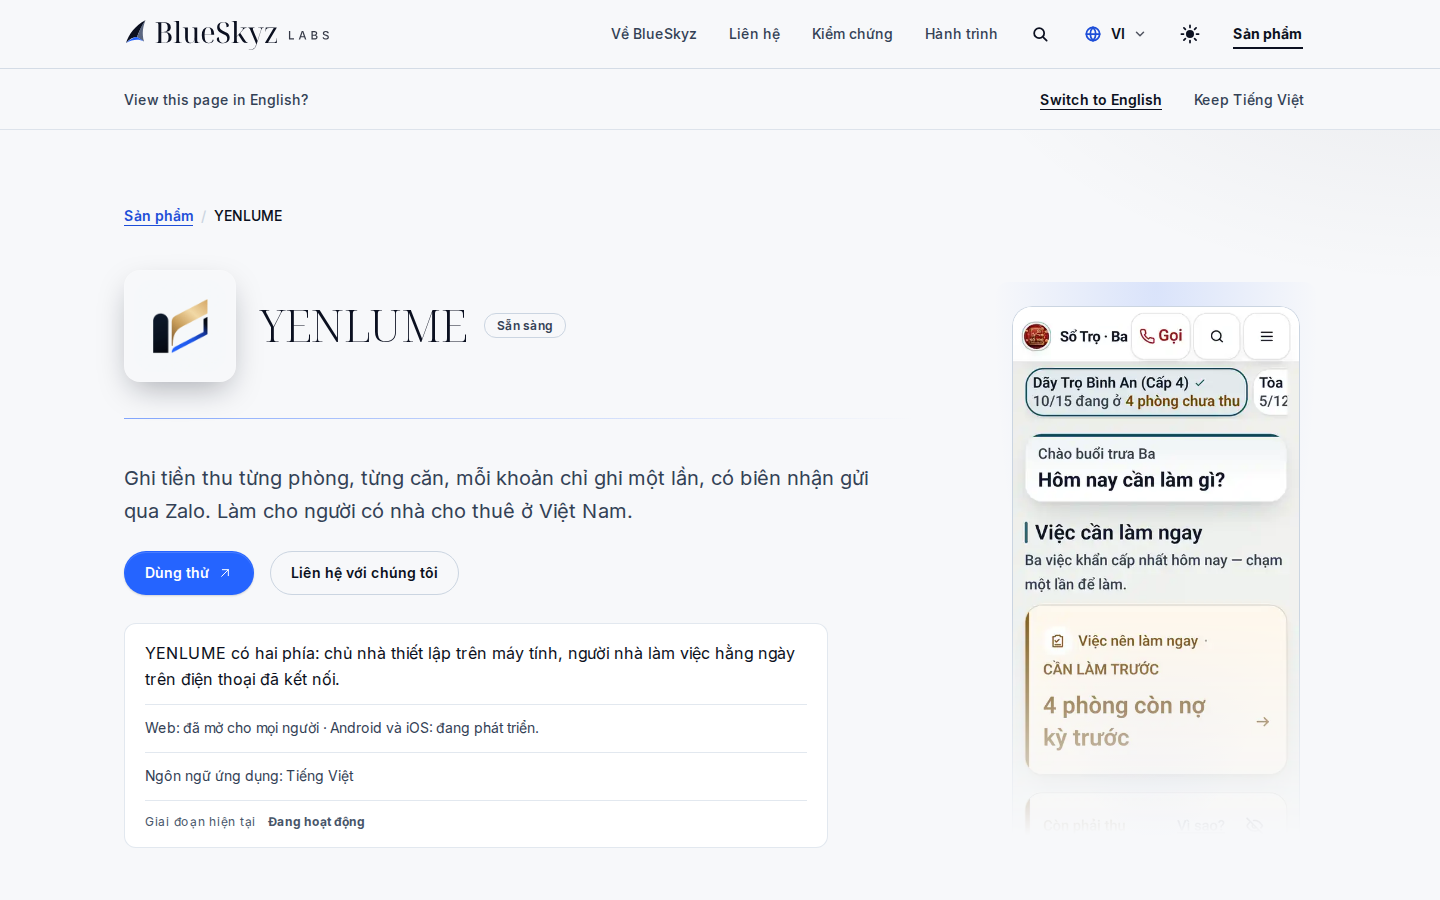 BlueSkyz LABS
Về BlueSkyz
Liên hệ
Kiểm chứng
Hành trình
VI
Sản phẩm
View this page in English?
Switch to English
Keep Tiếng Việt
Sản phẩm / YENLUME
YENLUME
Sẵn sàng
Ghi tiền thu từng phòng, từng căn, mỗi khoản chỉ ghi một lần, có biên nhận gửi
qua Zalo. Làm cho người có nhà cho thuê ở Việt Nam.
Dùng thử
Liên hệ với chúng tôi
YENLUME có hai phía: chủ nhà thiết lập trên máy tính, người nhà làm việc hằng ngày
trên điện thoại đã kết nối.
Web: đã mở cho mọi người · Android và iOS: đang phát triển.
Ngôn ngữ ứng dụng: Tiếng Việt
Giai đoạn hiện tại Đang hoạt động
Sổ Trọ · Ba
Gọi
Dãy Trọ Bình An (Cấp 4) ✓
10/15 đang ở 4 phòng chưa thu
Tòa
5/12
Chào buổi trưa Ba
Hôm nay cần làm gì?
Việc cần làm ngay
Ba việc khẩn cấp nhất hôm nay — chạm
một lần để làm.
Việc nên làm ngay ·
CẦN LÀM TRƯỚC
4 phòng còn nợ
kỳ trước
Còn phải thu
Vì sao?